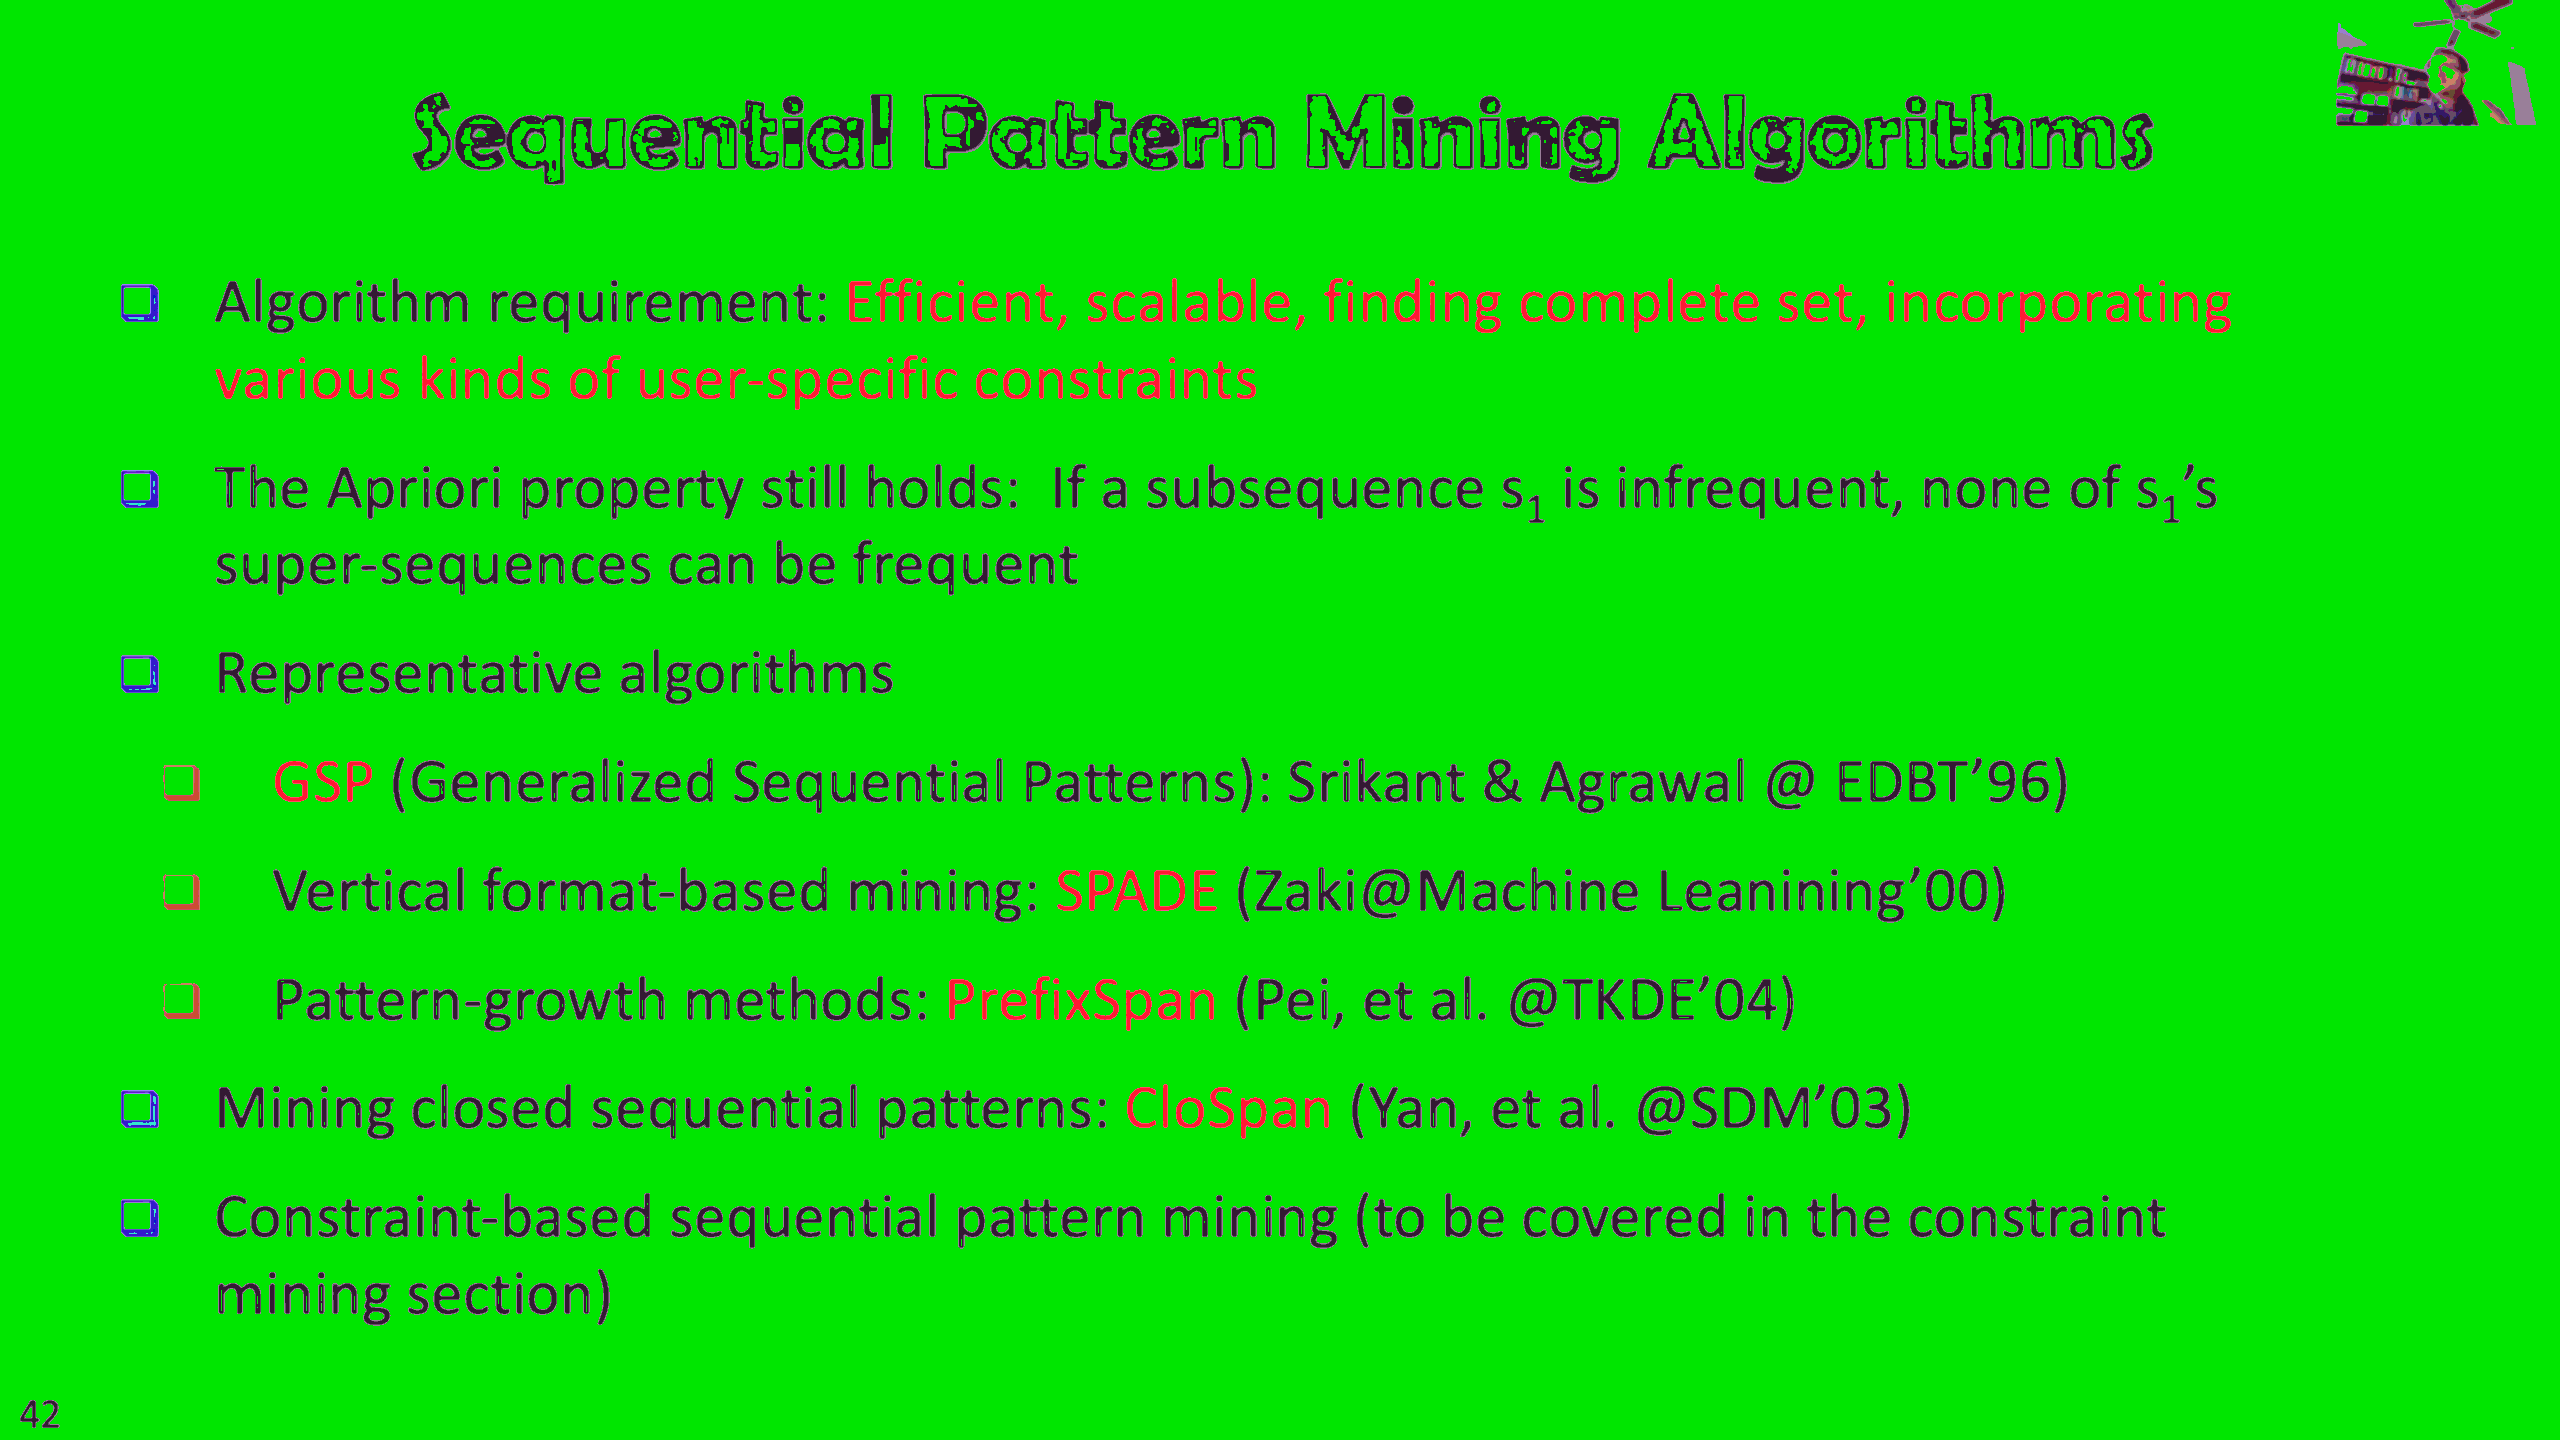 Sequential Pattern Mining Algorithms
❑ Algorithm requirement: Efficient, scalable, finding complete set, incorporating
various kinds of user-specific constraints
❑ The Apriori property still holds: If a subsequence s₁ is infrequent, none of s₁’s
super-sequences can be frequent
❑ Representative algorithms
❑ GSP (Generalized Sequential Patterns): Srikant & Agrawal @ EDBT’96)
❑ Vertical format-based mining: SPADE (Zaki@Machine Leanining’00)
❑ Pattern-growth methods: PrefixSpan (Pei, et al. @TKDE’04)
❑ Mining closed sequential patterns: CloSpan (Yan, et al. @SDM’03)
❑ Constraint-based sequential pattern mining (to be covered in the constraint
mining section)
42